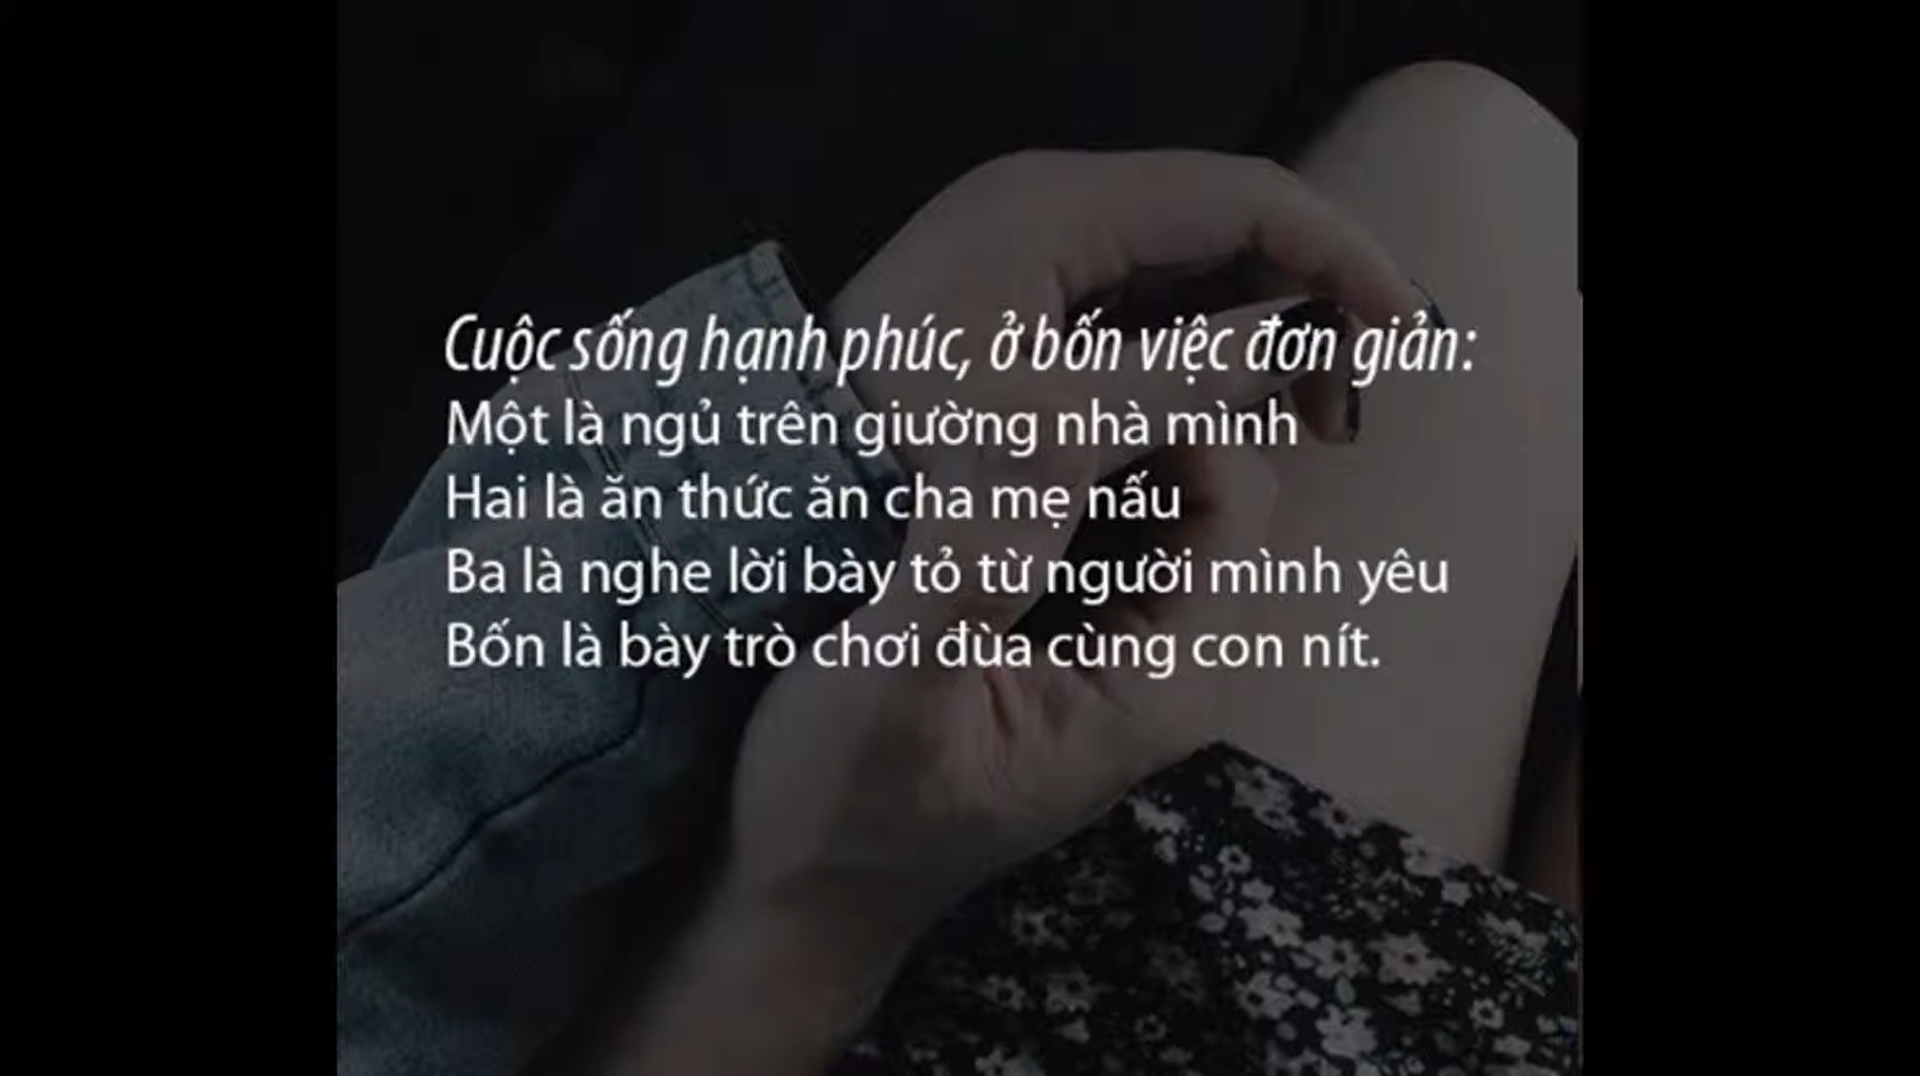 Cuộc sống hạnh phúc, ở bốn việc đơn giản:
Một là ngủ trên giường nhà mình
Hai là ăn thức ăn cha mẹ nấu
Ba là nghe lời bày tỏ từ người mình yêu
Bốn là bày trò chơi đùa cùng con nít.